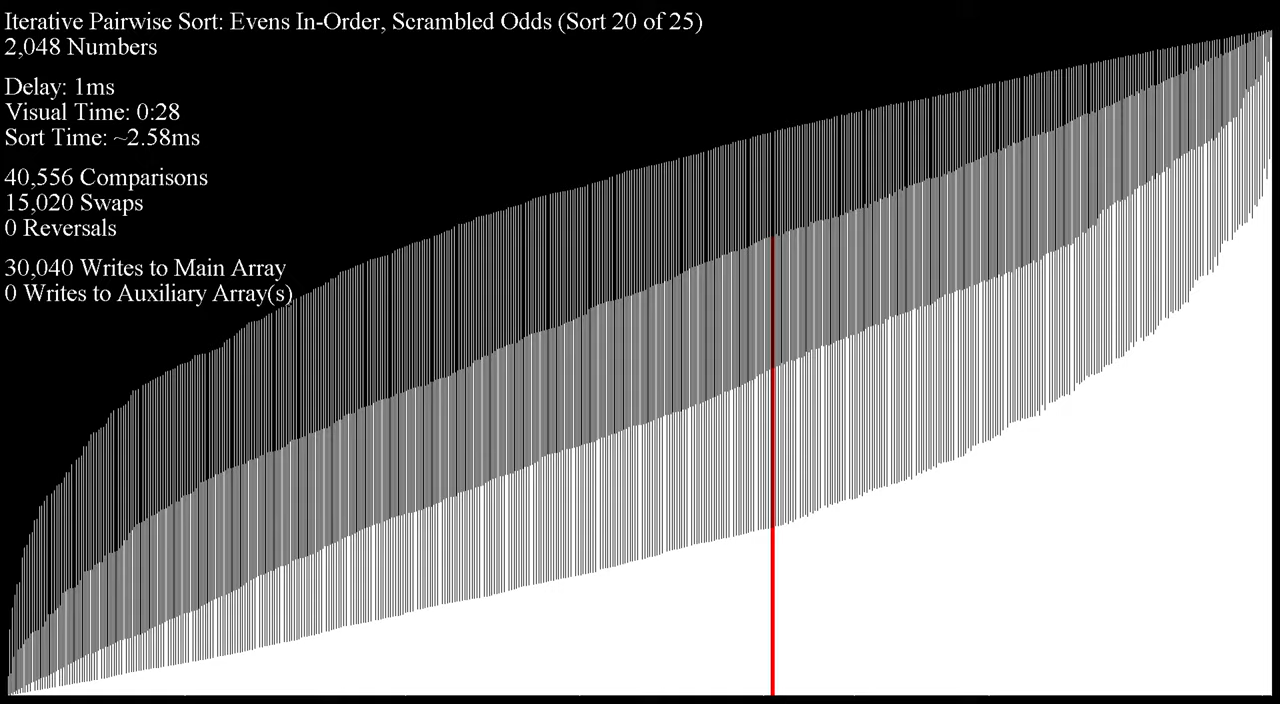 Iterative Pairwise Sort: Evens In-Order, Scrambled Odds (Sort 20 of 25)
2,048 Numbers
Delay: 1ms
Visual Time: 0:28
Sort Time: ~2.58ms
40,556 Comparisons
15,020 Swaps
0 Reversals
30,040 Writes to Main Array
0 Writes to Auxiliary Array(s)